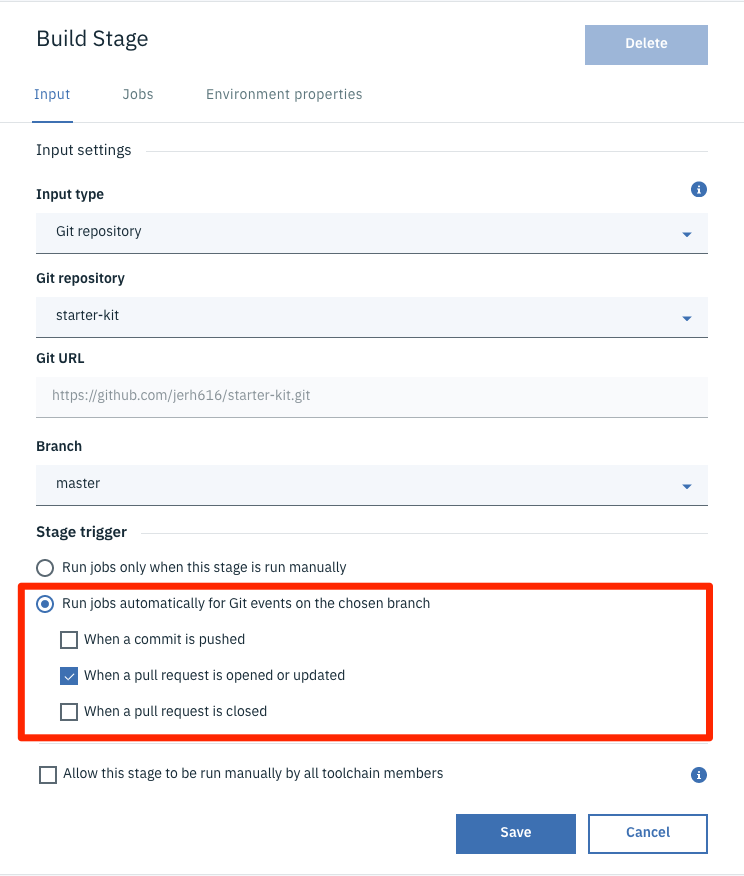 Build Stage
Delete
Input
Jobs
Environment properties
Input settings
Input type
Git repository
Git repository
starter-kit
Git URL
https://github.com/jerh616/starter-kit.git
Branch
master
Stage trigger
Run jobs only when this stage is run manually
Run jobs automatically for Git events on the chosen branch
When a commit is pushed
When a pull request is opened or updated
When a pull request is closed
Allow this stage to be run manually by all toolchain members
Save
Cancel